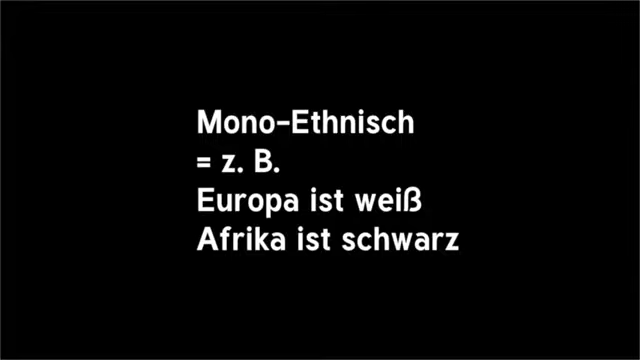 Mono-Ethnisch
= z. B.
Europa ist weiß
Afrika ist schwarz